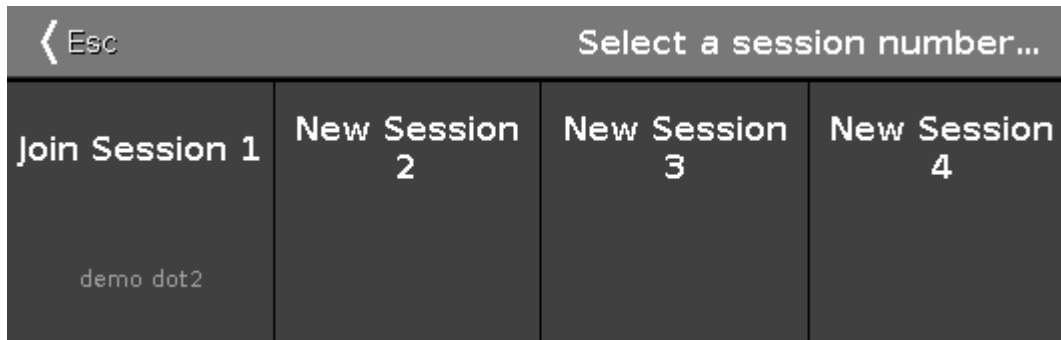 Esc
Select a session number...
Join Session 1
New Session
2
New Session
3
New Session
4
demo dot2